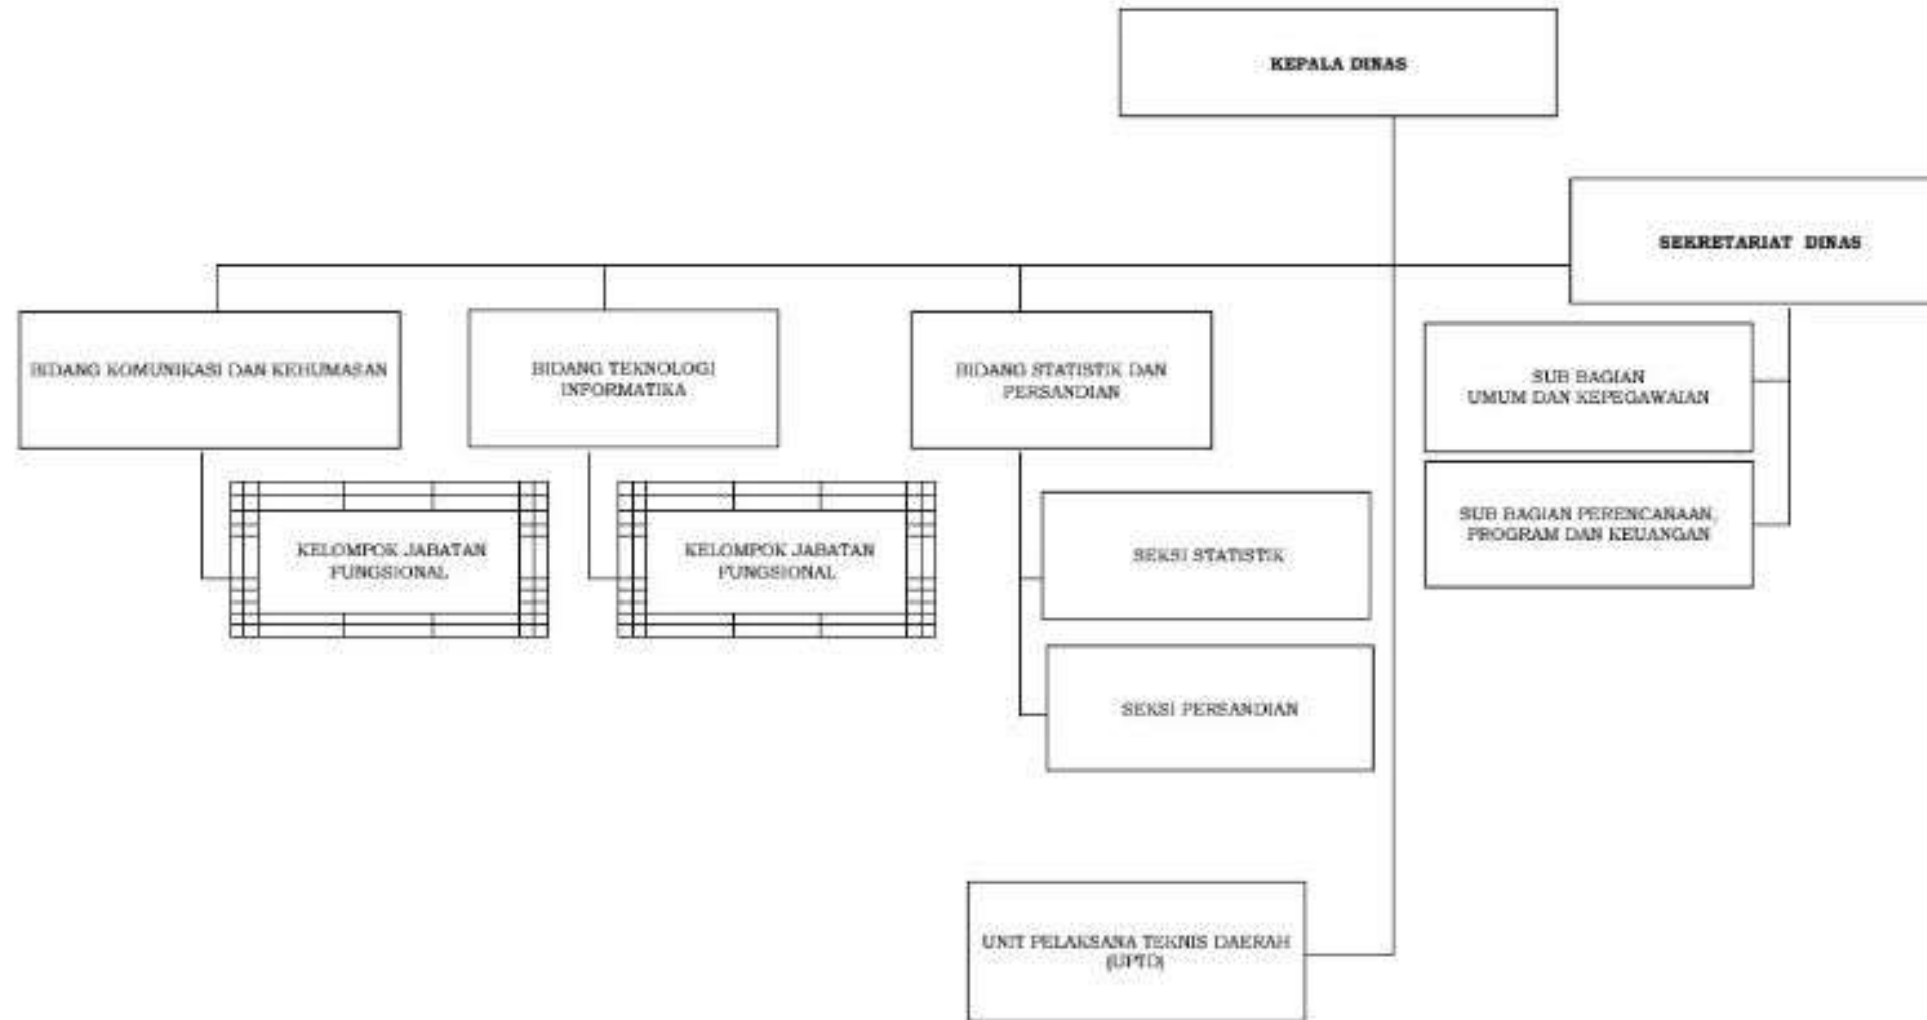 KEPALA DINAS
SEKRETARIAT DINAS
BIDANG KOMUNIKASI DAN KEHUMASAN
BIDANG TEKNOLOGI
INFORMATIKA
BIDANG STATISTIK DAN
PERSANDIAN
SUB BAGIAN
UMUM DAN KEPEGAWAIAN
SUB BAGIAN PERENCANAAN,
PROGRAM DAN KEUANGAN
KELOMPOK JABATAN
FUNGSIONAL
KELOMPOK JABATAN
FUNGSIONAL
SEKSI STATISTIK
SEKSI PERSANDIAN
UNIT PELAKSANA TEKNIS DAERAH
(UPTD)